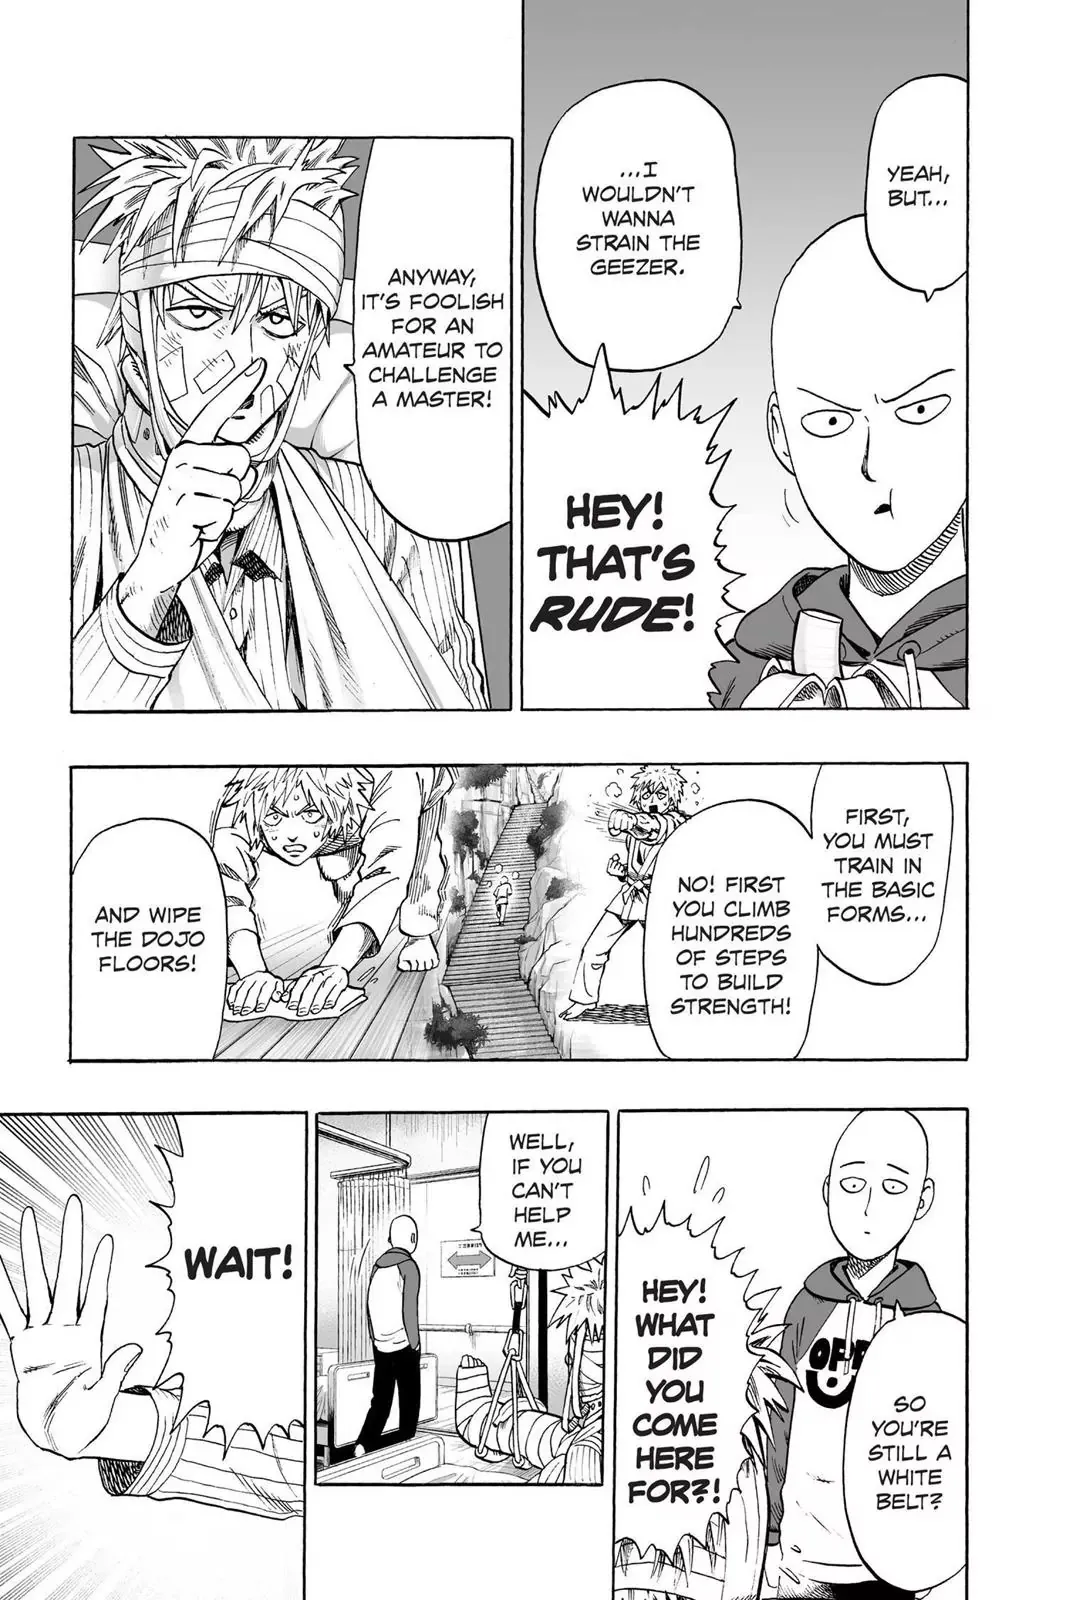 YEAH,
BUT...
...I
WOULDN'T
WANNA
STRAIN THE
GEEZER.
HEY!
THAT'S
RUDE!
ANYWAY,
IT'S FOOLISH
FOR AN
AMATEUR TO
CHALLENGE
A MASTER!
FIRST,
YOU MUST
TRAIN IN
THE BASIC
FORMS...
NO! FIRST
YOU CLIMB
HUNDREDS
OF STEPS
TO BUILD
STRENGTH!
AND WIPE
THE DOJO
FLOORS!
SO
YOU'RE
STILL A
WHITE
BELT?
HEY!
WHAT
DID
YOU
COME
HERE
FOR?!
WELL,
IF YOU
CAN'T
HELP
ME...
WAIT!